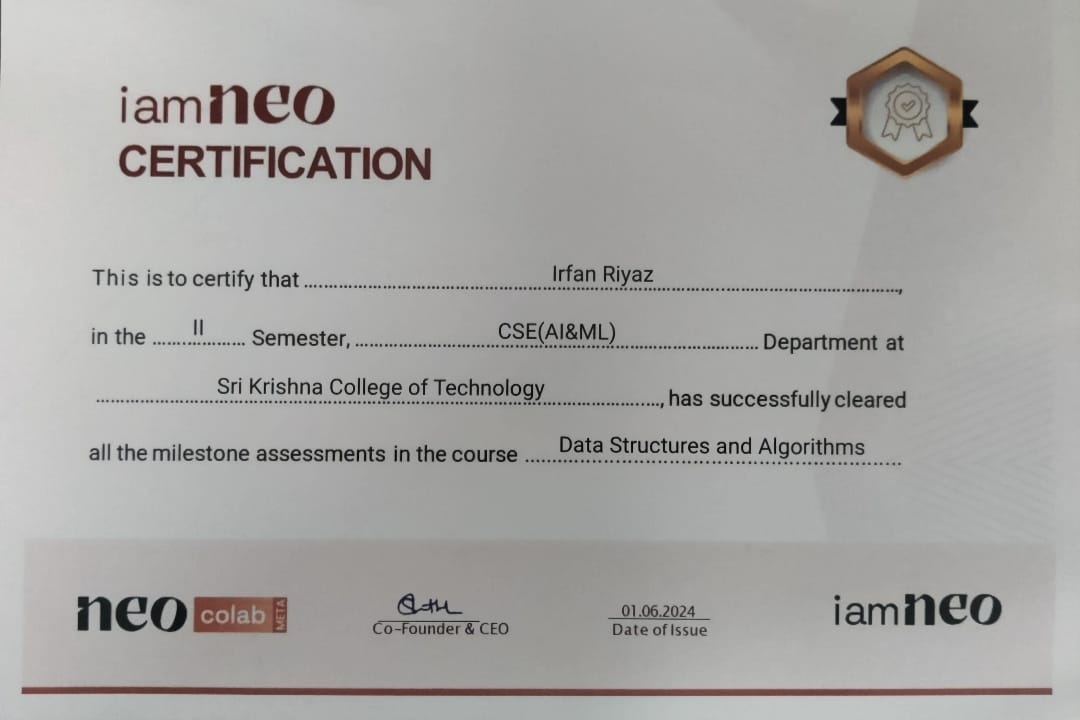 iamneo
CERTIFICATION
This is to certify that ........ Irfan Riyaz ........,
in the ........ II ........ Semester, ........ CSE(AI&ML) ........ Department at
........ Sri Krishna College of Technology ........, has successfully cleared
all the milestone assessments in the course ........ Data Structures and Algorithms ........
neo colab META
Co-Founder & CEO
01.06.2024
Date of Issue
iamneo